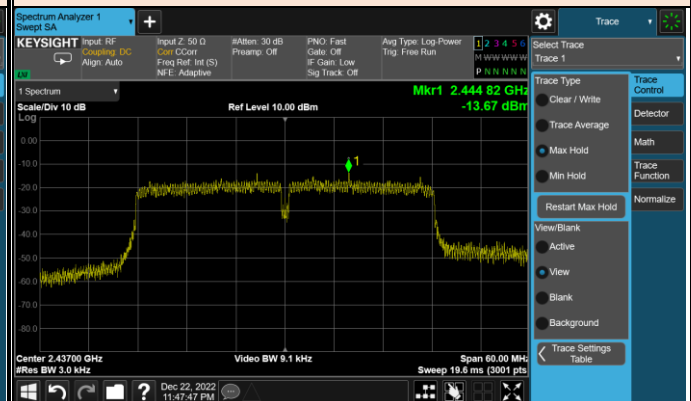 Spectrum Analyzer 1
Swept SA
Trace
KEYSIGHT
Input: RF
Coupling: DC
Align: Auto
Input Z: 50 Ω
Corr CCorr
Freq Ref: Int (S)
NFE: Adaptive
#Atten: 30 dB
Preamp: Off
PNO: Fast
Gate: Off
IF Gain: Low
Sig Track: Off
Avg Type: Log-Power
Trig: Free Run
1 2 3 4 5 6
M W W W W W
P N N N N N
Select Trace
Trace 1
1 Spectrum
Mkr1 2.444 82 GHz
Scale/Div 10 dB
Ref Level 10.00 dBm
-13.67 dBm
Log
0.00
-10.0
-20.0
-30.0
-40.0
-50.0
-60.0
-70.0
-80.0
1
Center 2.43700 GHz
Video BW 9.1 kHz
Span 60.00 MHz
#Res BW 3.0 kHz
Sweep 19.6 ms (3001 pts
Trace Type
Clear / Write
Trace Average
Max Hold
Min Hold
Restart Max Hold
View/Blank
Active
View
Blank
Background
Trace Settings
Table
Trace
Control
Detector
Math
Trace
Function
Normalize
?
Dec 22, 2022
11:47:47 PM